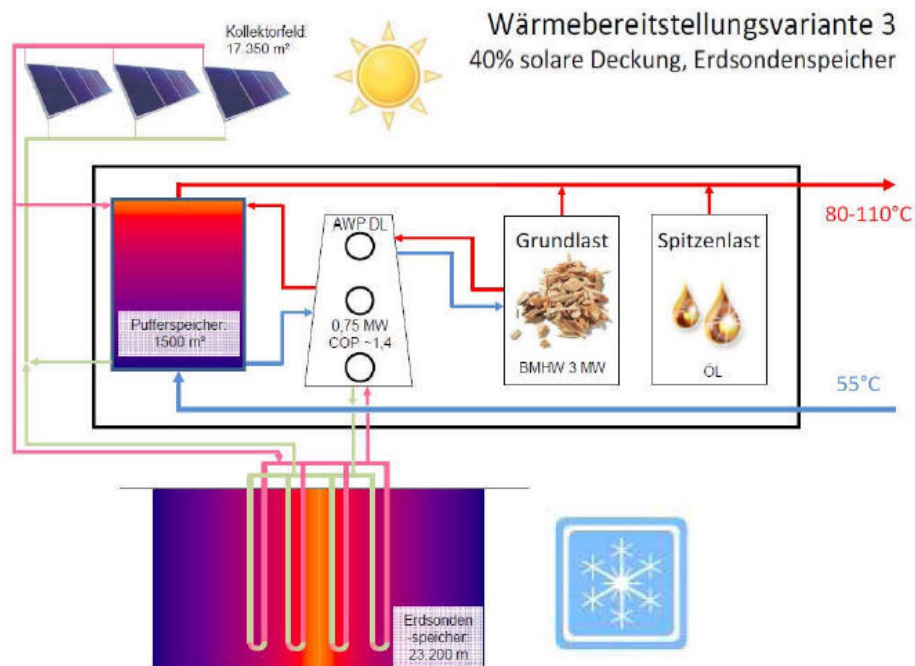 Wärmebereitstellungsvariante 3
40% solare Deckung, Erdsondenspeicher
Kollektorfeld:
17.350 m²
80-110°C
AWP DL
Grundlast
Spitzenlast
Pufferspeicher:
1500 m³
0,75 MW
COP ~1,4
BMHW 3 MW
ÖL
55°C
Erdsonden
-speicher:
23.200 m